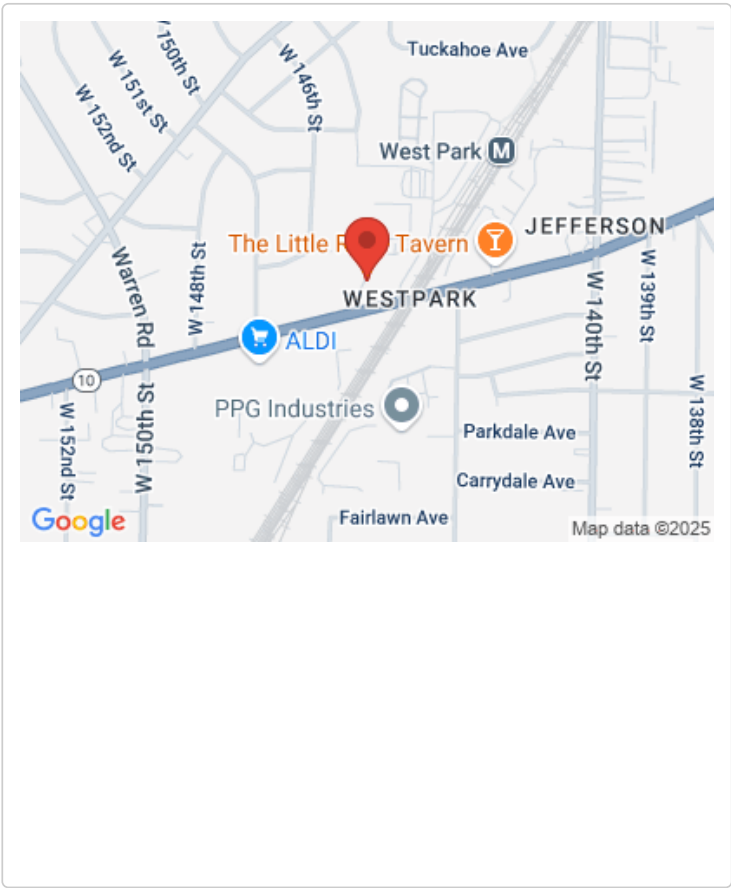 Tuckahoe Ave
W 150th St
W 146th St
W 151st St
W 152nd St
West Park
M
JEFFERSON
The Little R Tavern
W 148th St
Warren Rd
WESTPARK
W 139th St
W 140th St
ALDI
10
PPG Industries
W 138th St
W 150th St
W 152nd St
Parkdale Ave
Carrydale Ave
Fairlawn Ave
Google
Map data ©2025